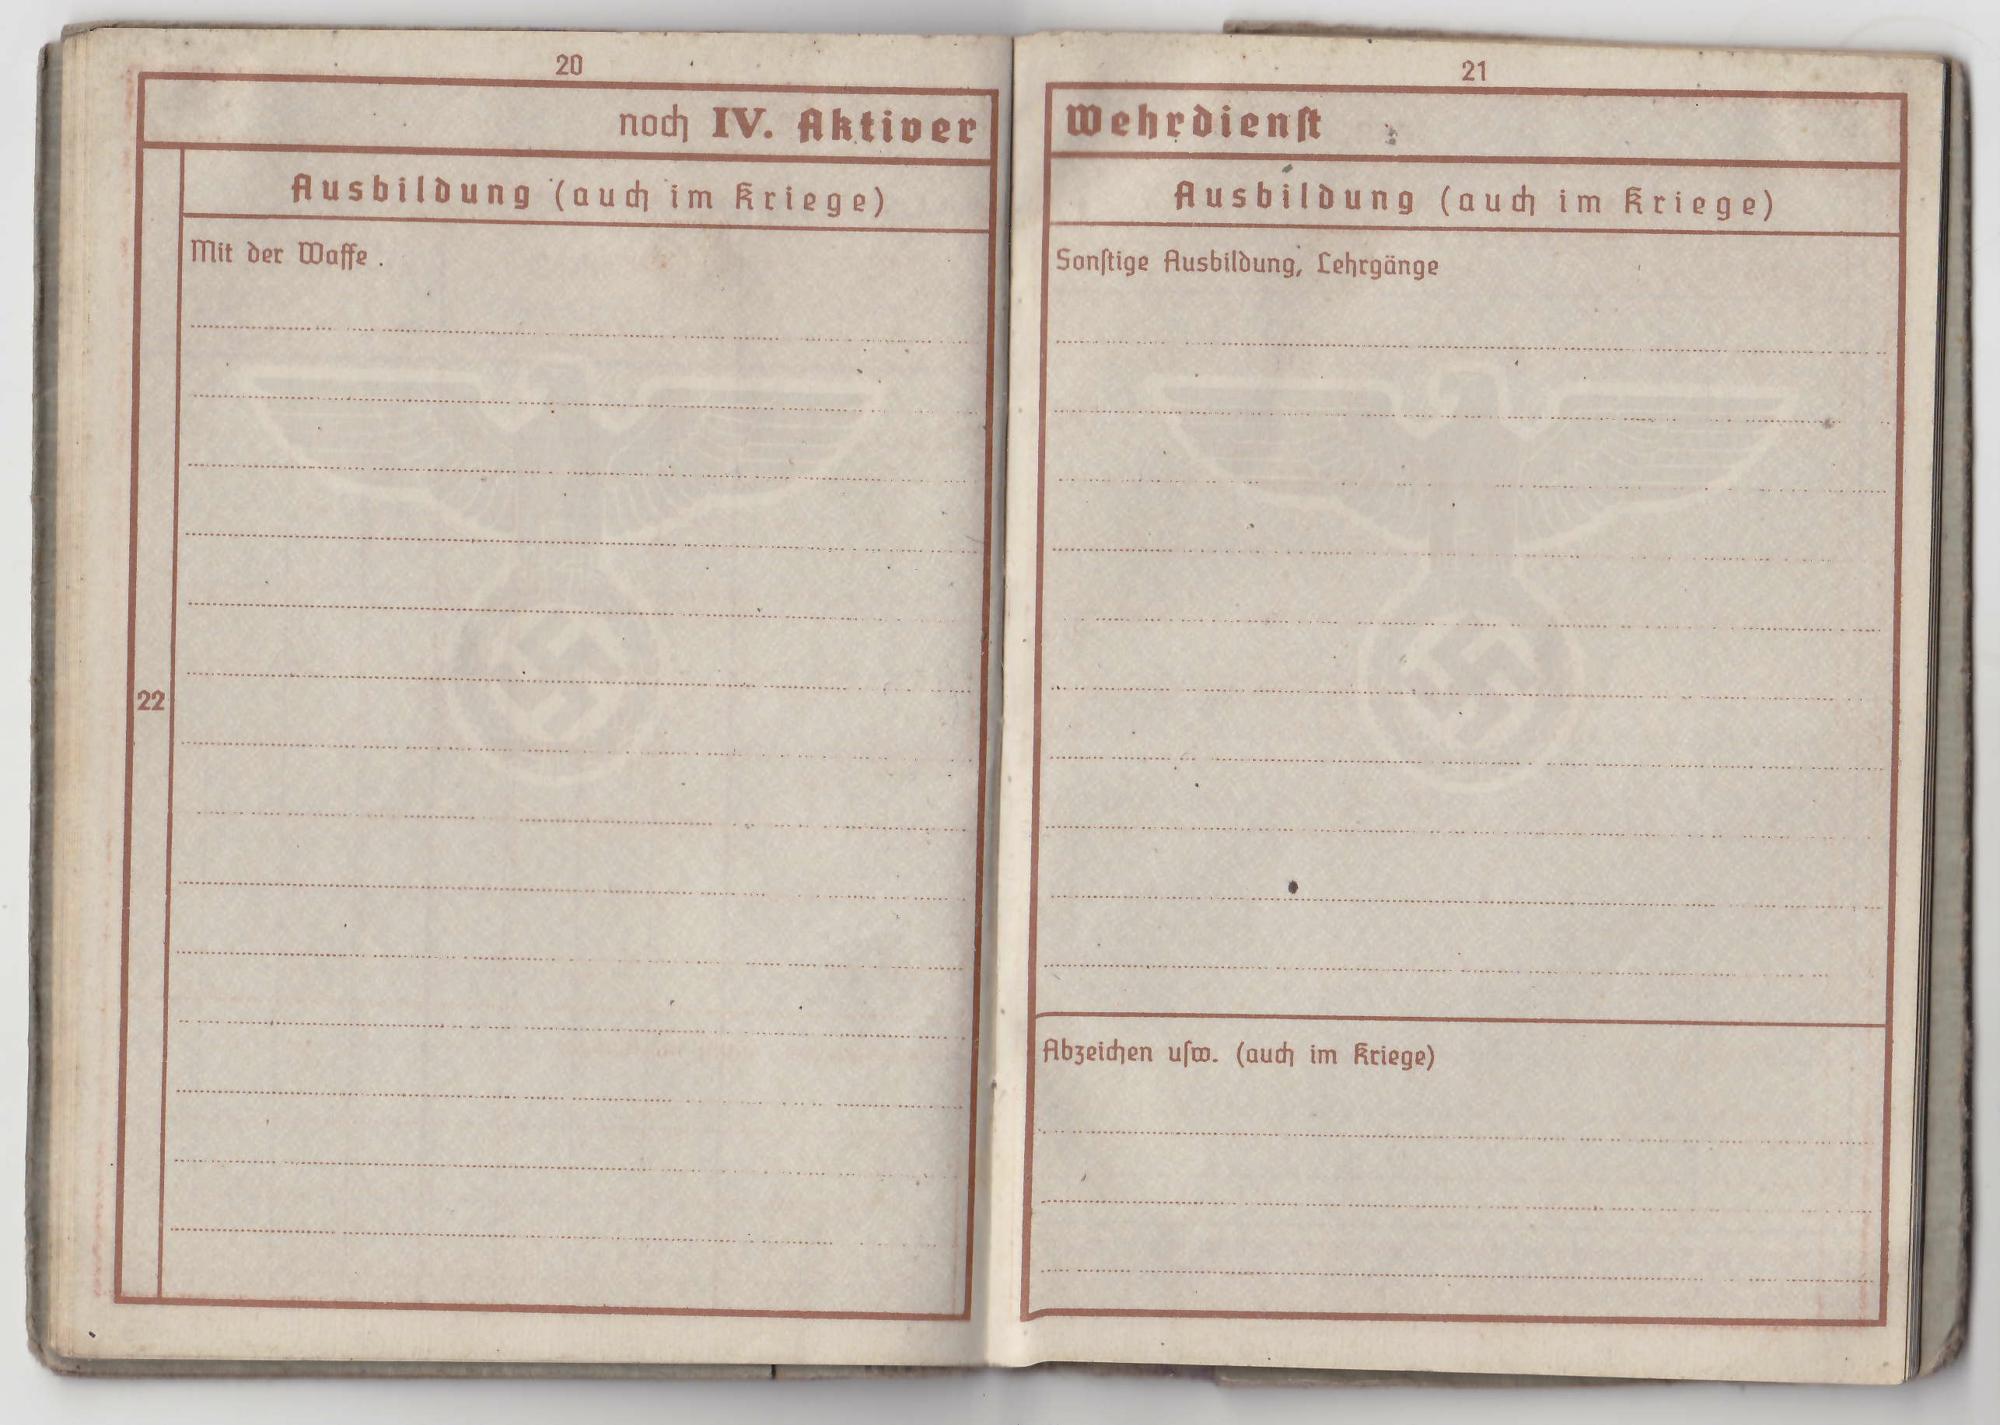 20
noch IV. Aktiver
Ausbildung (auch im Kriege)
Mit der Waffe .
22
21
Wehrdienſt
Ausbildung (auch im Kriege)
Sonſtige Ausbildung, Lehrgänge
Abzeichen uſw. (auch im Kriege)